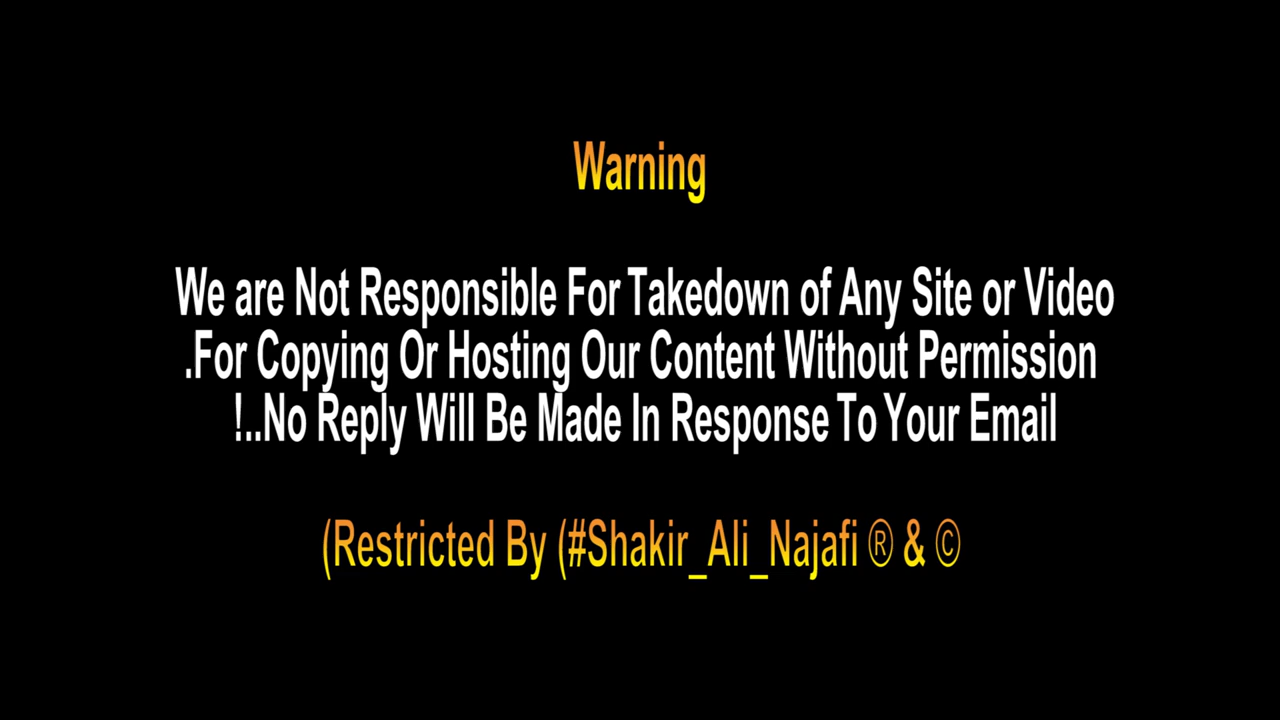 Warning
We are Not Responsible For Takedown of Any Site or Video
.For Copying Or Hosting Our Content Without Permission
!..No Reply Will Be Made In Response To Your Email
(Restricted By (#Shakir_Ali_Najafi ® & ©